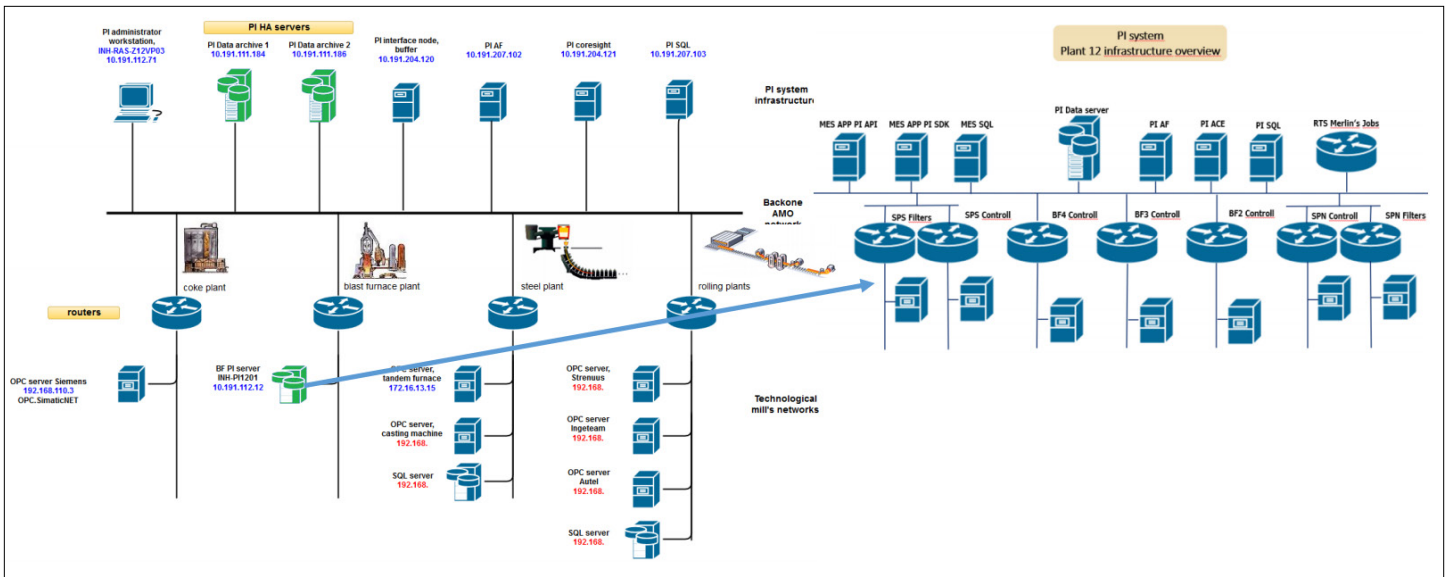 PI HA servers
PI administrator
workstation,
INH-RAS-Z12VP03
10.191.112.71
PI Data archive 1
10.191.111.184
PI Data archive 2
10.191.111.186
PI interface node,
buffer
10.191.204.120
PI AF
10.191.207.102
PI coresight
10.191.204.121
PI SQL
10.191.207.103
?
PI system
infrastructure
Backone
AMO
network
coke plant
blast furnace plant
steel plant
roiling plants
routers
OPC server Siemens
192.168.110.3
OPC.SimaticNET
BF PI server
INH-PI1201
10.191.112.12
OPC server,
tandem furnace
172.16.13.15
OPC server,
casting machine
192.168.
SQL server
192.168.
OPC server,
Strenuus
192.168.
OPC server
Ingeteam
192.168.
OPC server
Autel
192.168.
SQL server
192.168.
Technological
mill's networks
PI system
Plant 12 infrastructure overview
MES APP PI API
MES APP PI SDK
MES SQL
PI Data server
PI AF
PI ACE
PI SQL
RTS Merlin's Jobs
SPS Filters
SPS Controll
BF4 Controll
BF3 Controll
BF2 Controll
SPN Controll
SPN Filters